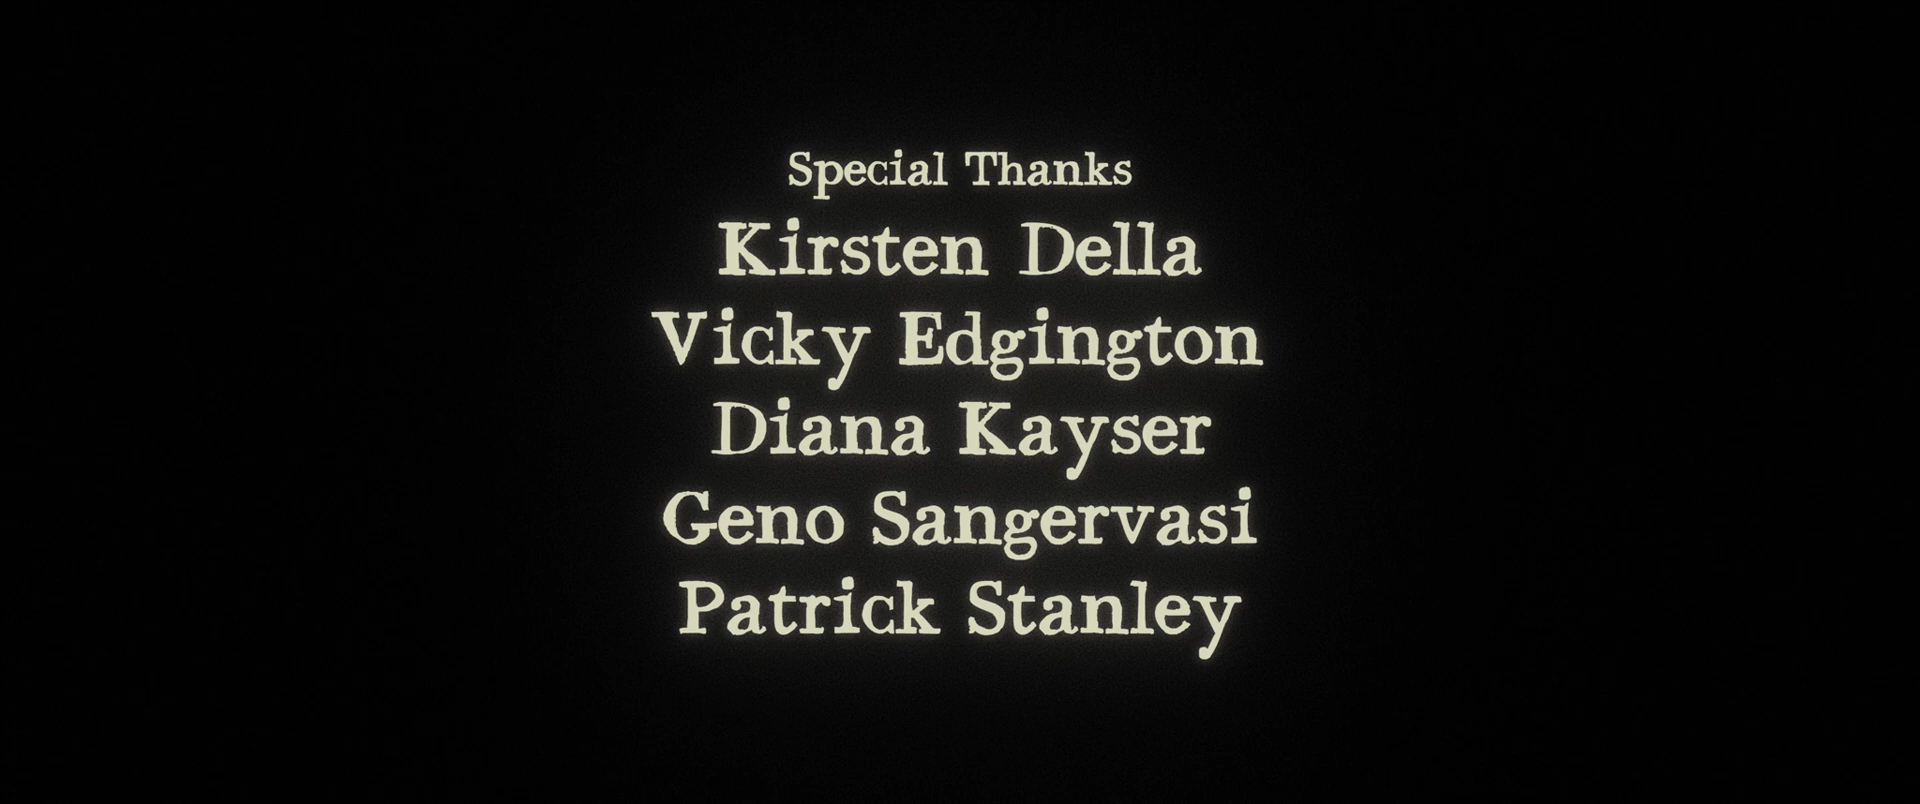 Special Thanks
Kirsten Della
Vicky Edgington
Diana Kayser
Geno Sangervasi
Patrick Stanley